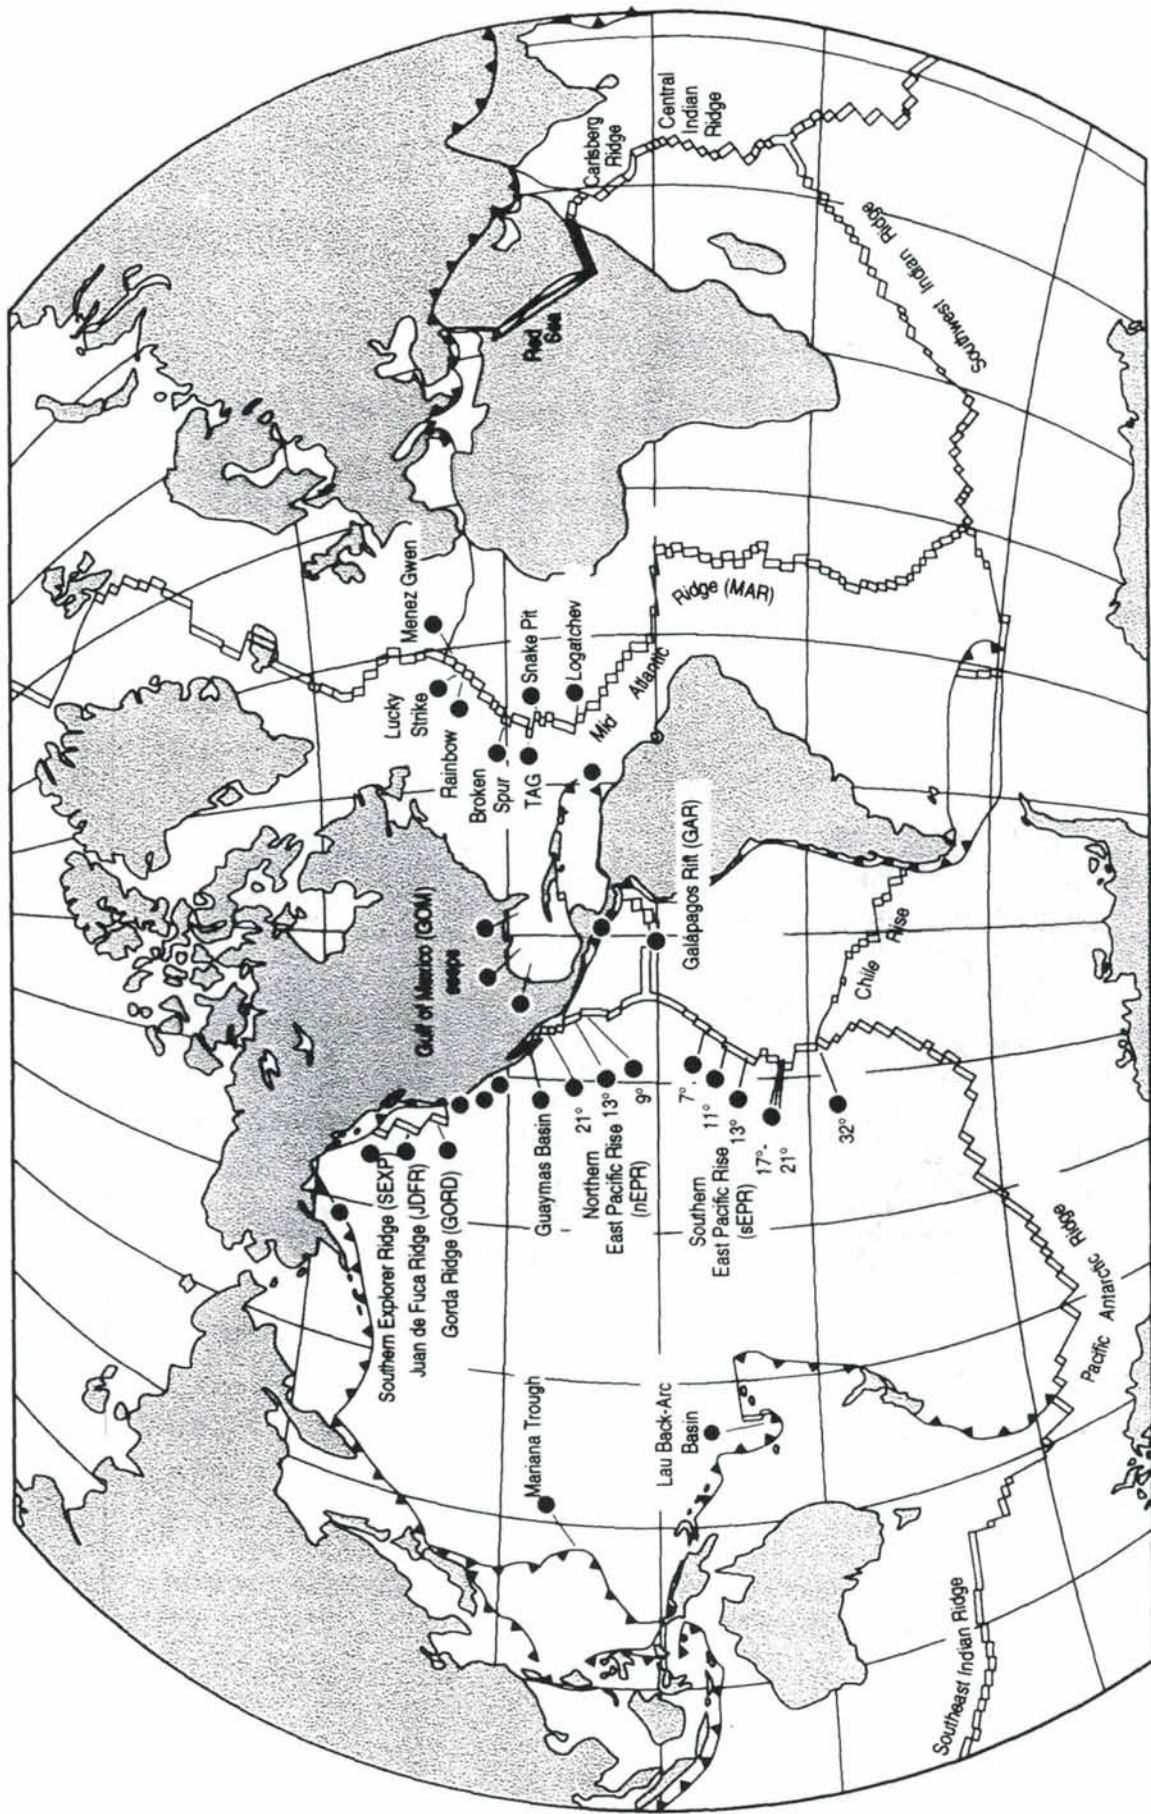 Southern Explorer Ridge (SEXP)
Juan de Fuca Ridge (JDFR)
Gorda Ridge (GORD)
Mariana Trough
Guaymas Basin
21°
Northern 13°
East Pacific Rise
(nEPR)
9°
Lau Back-Arc
Basin
Southern
East Pacific Rise
(sEPR)
7°
11°
13°
17°-
21°
32°
Southeast Indian Ridge
Pacific Antarctic Ridge
Chile Rise
Galápagos Rift (GAR)
Gulf of Mexico (GOM)
seeps
Lucky
Strike
Menez Gwen
Rainbow
Broken
Spur
TAG
Snake Pit
Logatchev
Mid Atlantic
Ridge (MAR)
Red
Sea
Carlsberg
Ridge
Central
Indian
Ridge
Southwest Indian Ridge